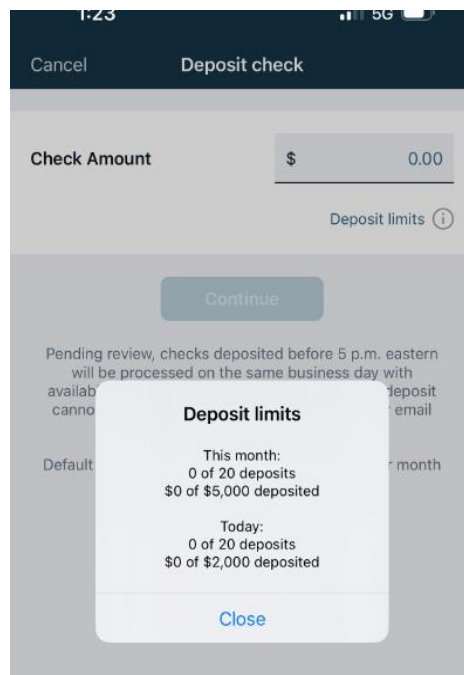 1:23 5G
Cancel Deposit check
Check Amount $ 0.00
Deposit limits
Continue
Pending review, checks deposited before 5 p.m. eastern
will be processed on the same business day with
deposit
email
Default month
Deposit limits
This month:
0 of 20 deposits
$0 of $5,000 deposited
Today:
0 of 20 deposits
$0 of $2,000 deposited
Close